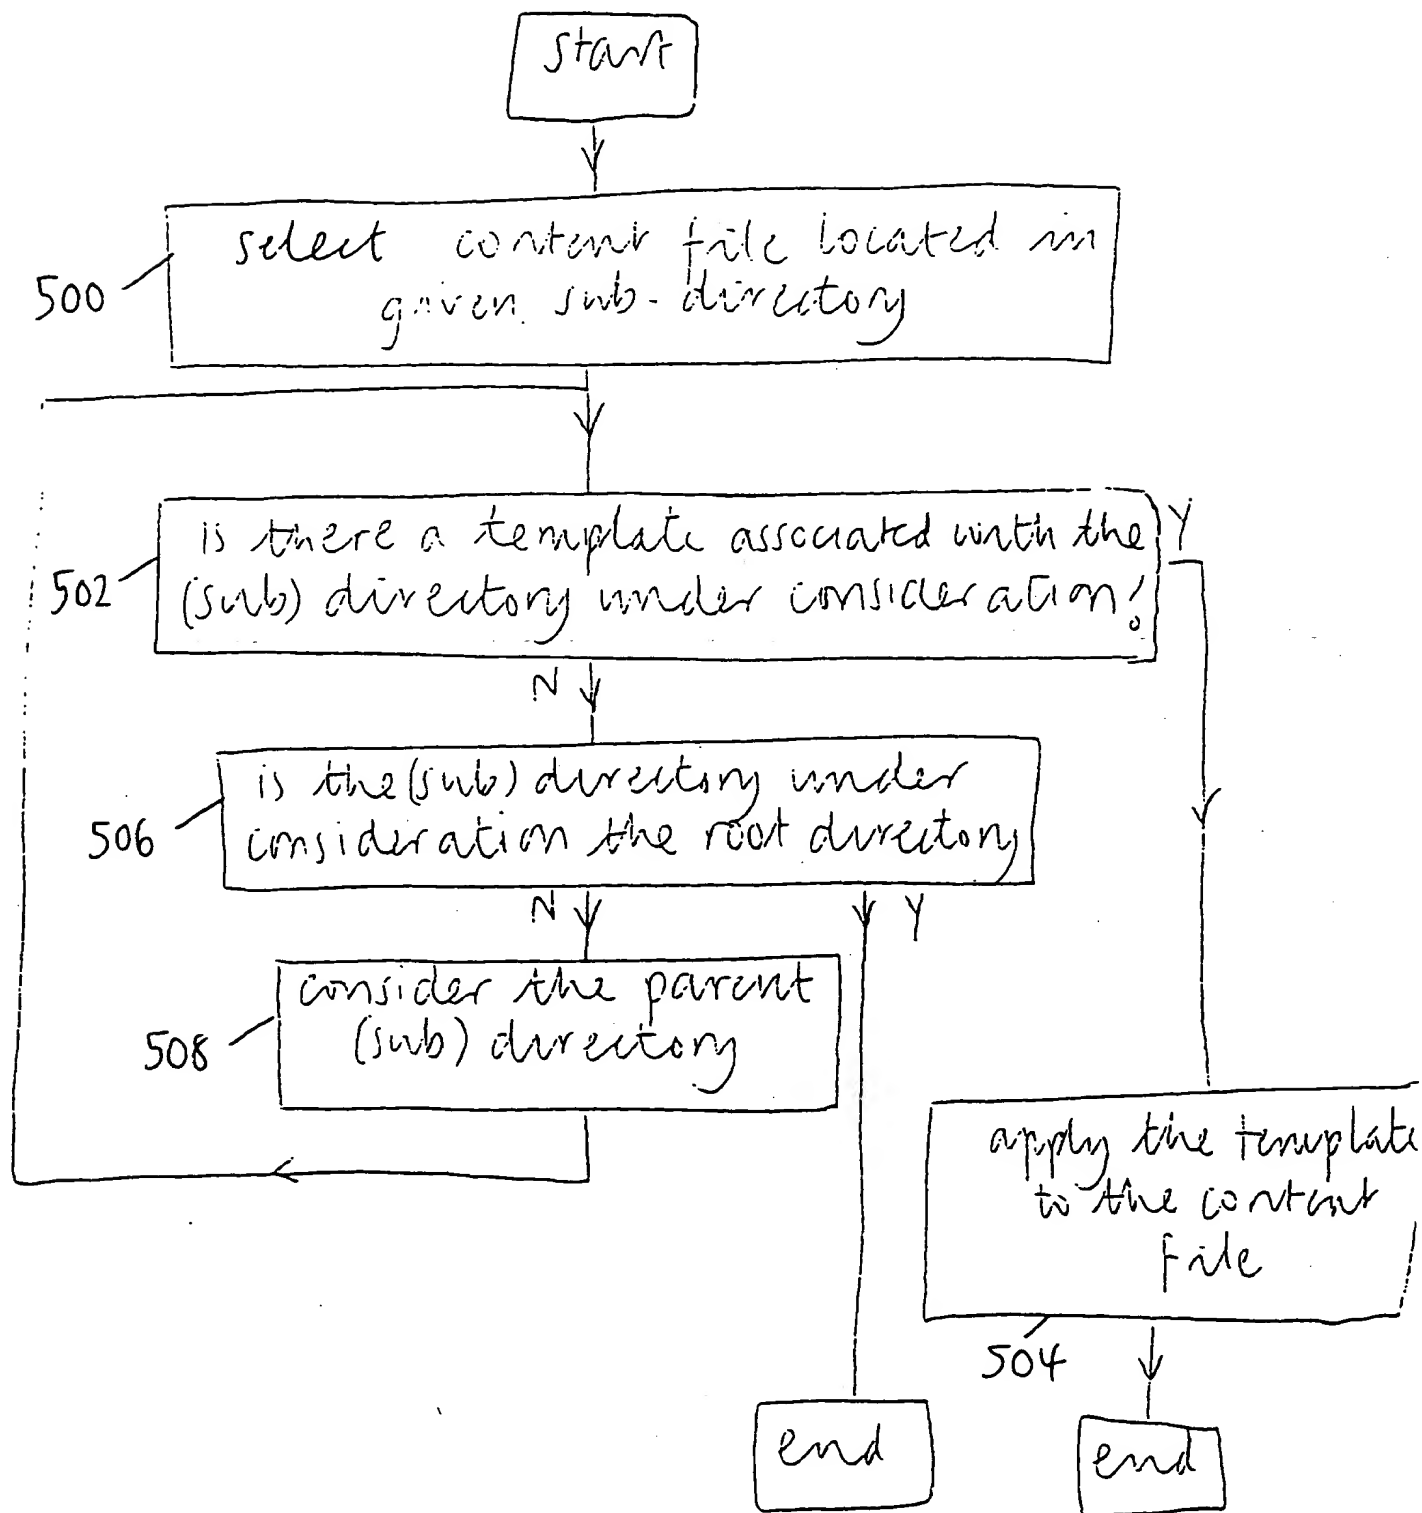 start
select content file located in
given sub-directory
500
is there a template associated with the
(sub) directory under consideration?
Y
502
N
is the (sub) directory under
consideration the root directory
506
N
Y
consider the parent
(sub) directory
508
apply the template
to the content
file
504
end
end